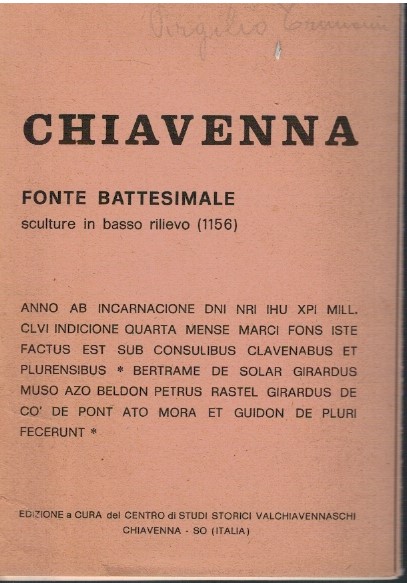 Virgilio
CHIAVENNA
FONTE BATTESIMALE
sculture in basso rilievo (1156)
ANNO AB INCARNACIONE DNI NRI IHU XPI MILL.
CLVI INDICIONE QUARTA MENSE MARCI FONS ISTE
FACTUS EST SUB CONSULIBUS CLAVENABUS ET
PLURENSIBUS * BERTRAME DE SOLAR GIRARDUS
MUSO AZO BELDON PETRUS RASTEL GIRARDUS DE
CO' DE PONT ATO MORA ET GUIDON DE PLURI
FECERUNT *
EDIZIONE a CURA del CENTRO di STUDI STORICI VALCHIAVENNASCHI
CHIAVENNA - SO (ITALIA)